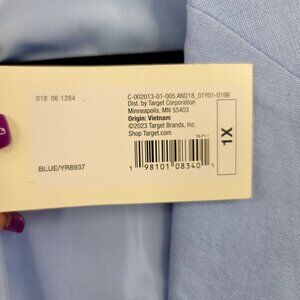 018 06 1284
C-002013-01-005 AND18_01Y01-0199
Dist. by Target Corporation
Minneapolis, MN 55403
Origin: Vietnam
©2023 Target Brands, Inc.
Shop Target.com
1X
BLUE/YR8937
1 98101 08340 1